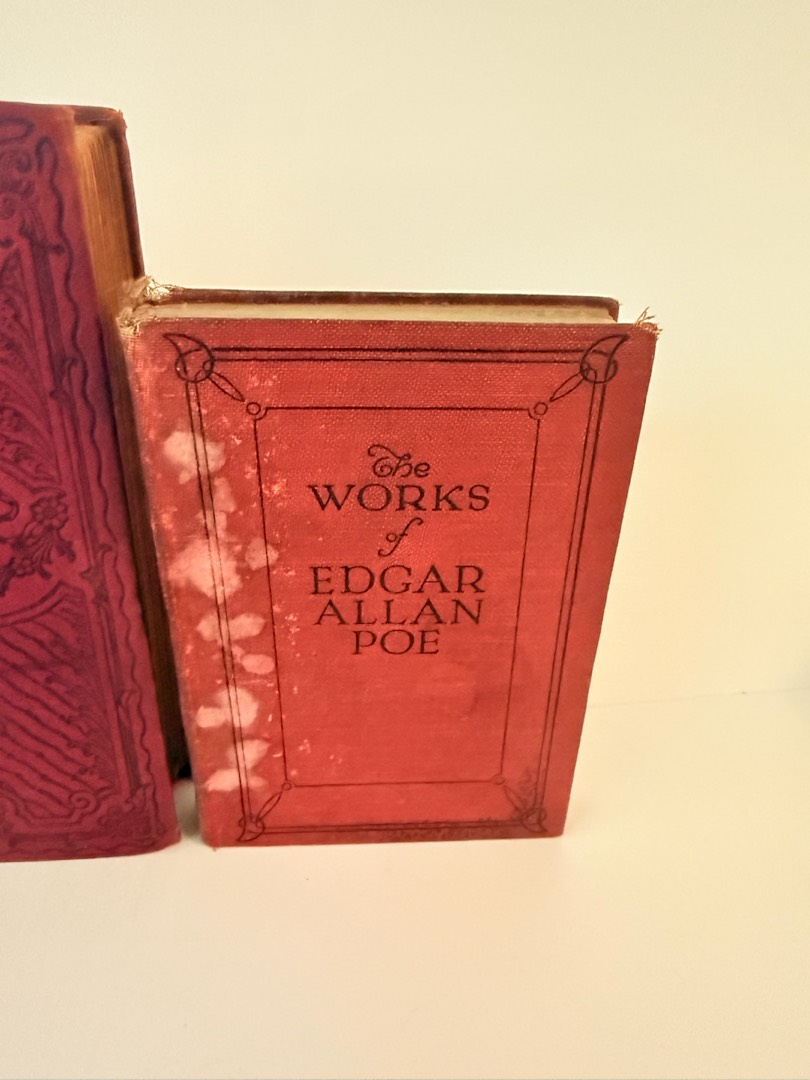 The
WORKS
of
EDGAR
ALLAN
POE